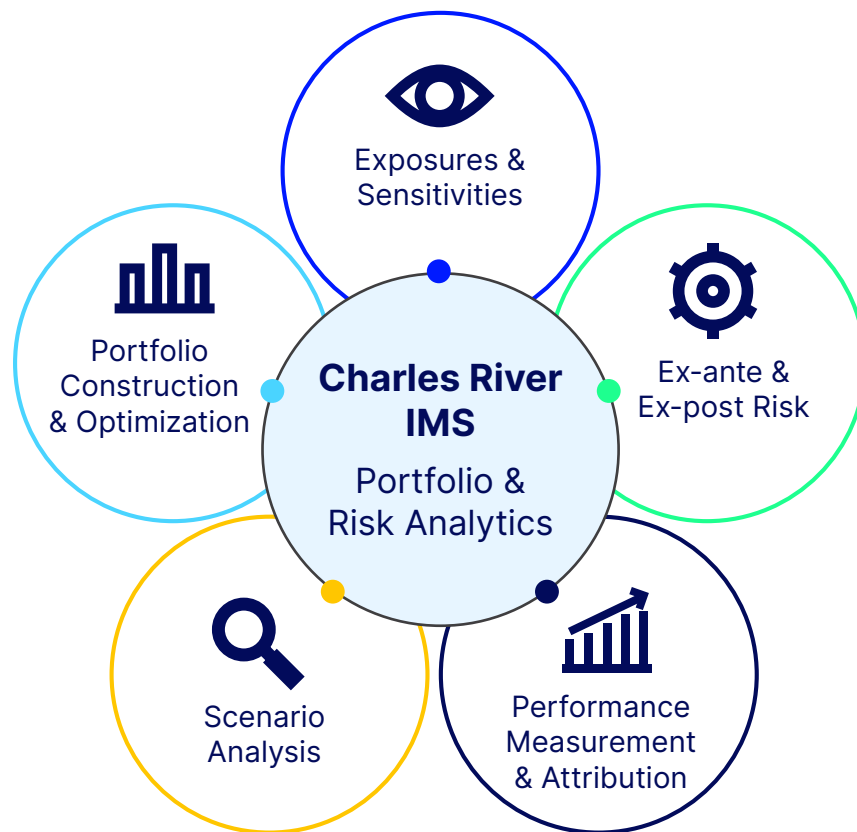 Exposures &
Sensitivities
Portfolio
Construction
& Optimization
Charles River
IMS
Portfolio &
Risk Analytics
Ex-ante &
Ex-post Risk
Scenario
Analysis
Performance
Measurement
& Attribution